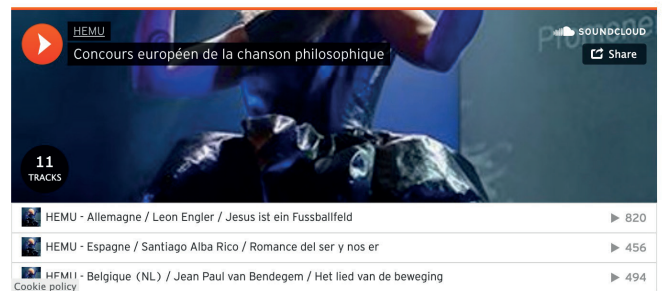 HEMU
SOUNDCLOUD
Concours européen de la chanson philosophique
Share
11
TRACKS
HEMU - Allemagne / Leon Engler / Jesus ist ein Fussballfeld
820
HEMU - Espagne / Santiago Alba Rico / Romance del ser y nos er
456
HEMU - Belgique (NL) / Jean Paul van Bendegem / Het lied van de beweging
494
Cookie policy